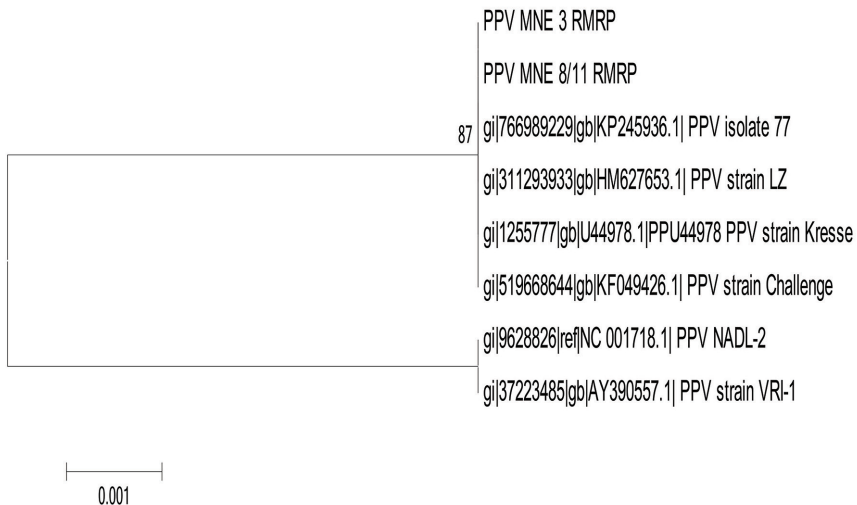 PPV MNE 3 RMRP
PPV MNE 8/11 RMRP
87
gi|766989229|gb|KP245936.1| PPV isolate 77
gi|311293933|gb|HM627653.1| PPV strain LZ
gi|1255777|gb|U44978.1|PPU44978 PPV strain Kresse
gi|519668644|gb|KF049426.1| PPV strain Challenge
gi|9628826|ref|NC 001718.1| PPV NADL-2
gi|37223485|gb|AY390557.1| PPV strain VRI-1
0.001